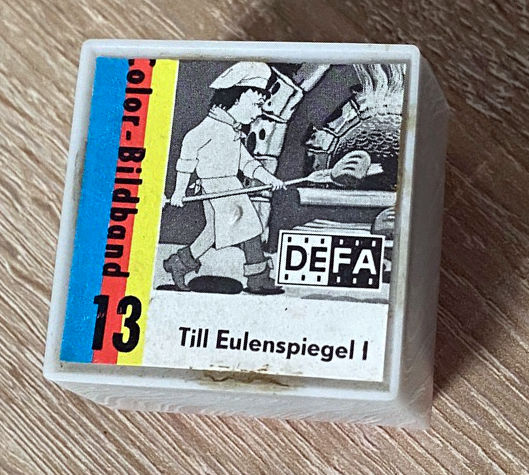 Color-Bildband
13
DEFA
Till Eulenspiegel I